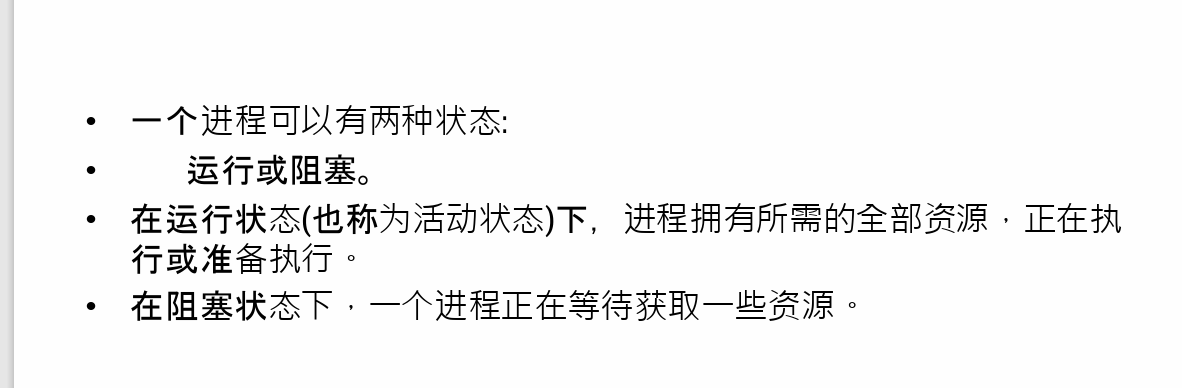 • 一个进程可以有两种状态:
• 运行或阻塞。
• 在运行状态(也称为活动状态)下, 进程拥有所需的全部资源，正在执
行或准备执行。
• 在阻塞状态下，一个进程正在等待获取一些资源。